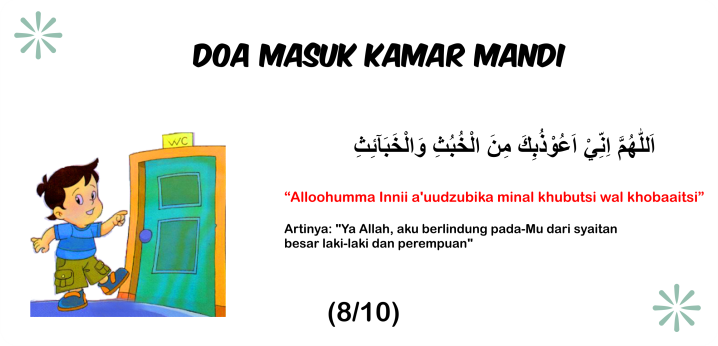 DOA MASUK KAMAR MANDI
WC
اَللّٰهُمَّ اِنِّيْ اَعُوْذُبِكَ مِنَ الْخُبُثِ وَالْخَبَآئِثِ
“Alloohumma Innii a'uudzubika minal khubutsi wal khobaaitsi”
Artinya: "Ya Allah, aku berlindung pada-Mu dari syaitan
besar laki-laki dan perempuan"
(8/10)